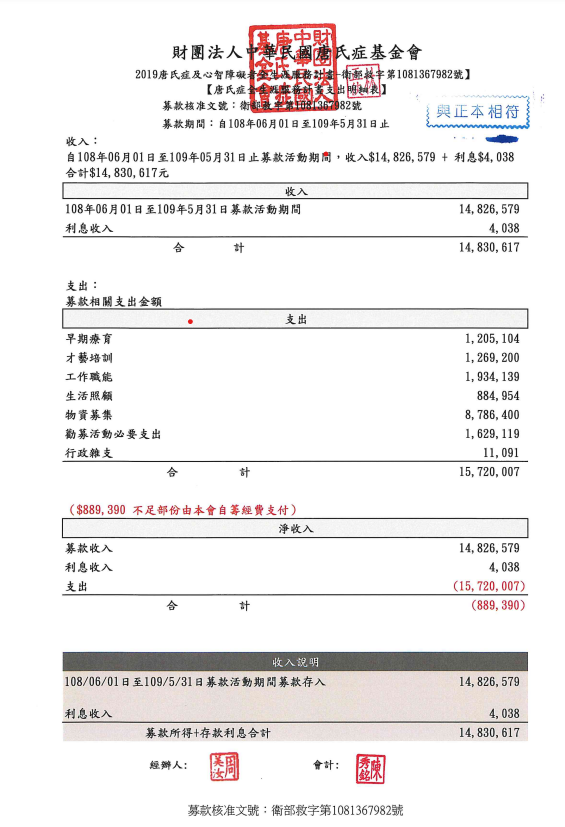 財團法人中華民國唐氏症基金會
2019唐氏症及心智障礙者全生涯服務計畫-衛部救字第1081367982號】
【唐氏症全生涯服務計畫支出明細表】
募款核准文號：衛部救字第1081367982號
募款期間：自108年06月01日至109年5月31日止
與正本相符
收入：
自108年06月01日至109年05月31日止募款活動期間，收入$14,826,579 + 利息$4,038
合計$14,830,617元
收入
108年06月01日至109年5月31日募款活動期間 14,826,579
利息收入 4,038
合 計 14,830,617
支出：
募款相關支出金額
支出
早期療育 1,205,104
才藝培訓 1,269,200
工作職能 1,934,139
生活照顧 884,954
物資募集 8,786,400
勸募活動必要支出 1,629,119
行政雜支 11,091
合 計 15,720,007
($889,390 不足部份由本會自籌經費支付)
淨收入
募款收入 14,826,579
利息收入 4,038
支出 (15,720,007)
合 計 (889,390)
收入說明
108/06/01日至109/5/31日募款活動期間募款存入 14,826,579
利息收入 4,038
募款所得+存款利息合計 14,830,617
經辦人： 會計： 陳秀銘
募款核准文號：衛部救字第1081367982號